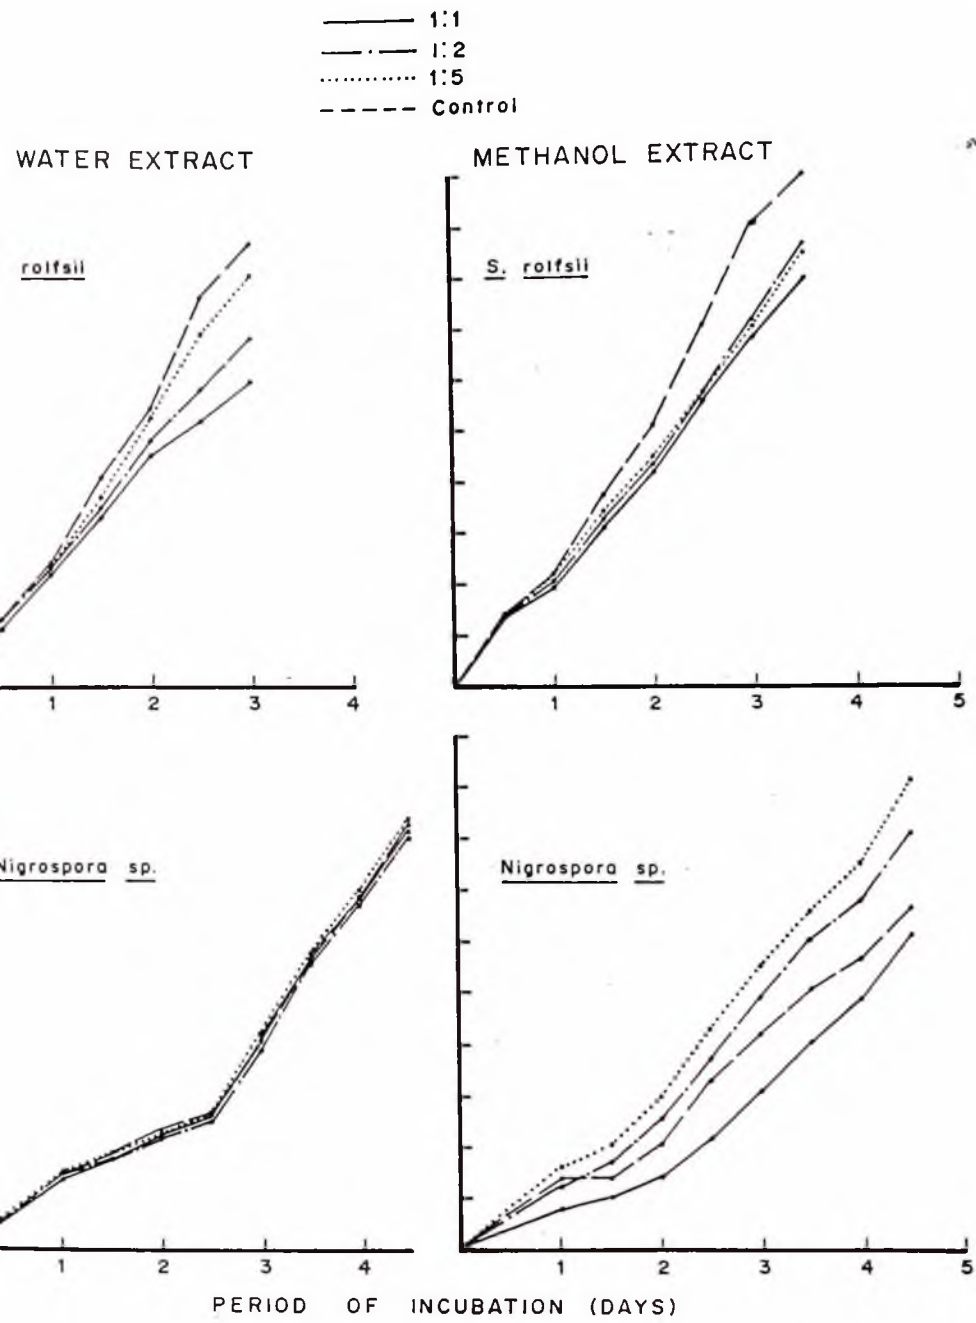 1:1
1:2
1:5
Control
WATER EXTRACT
METHANOL EXTRACT
rolfsii
S. rolfsii
1 2 3 4
1 2 3 4 5
Nigrospora sp.
Nigrospora sp.
1 2 3 4
1 2 3 4 5
PERIOD OF INCUBATION (DAYS)